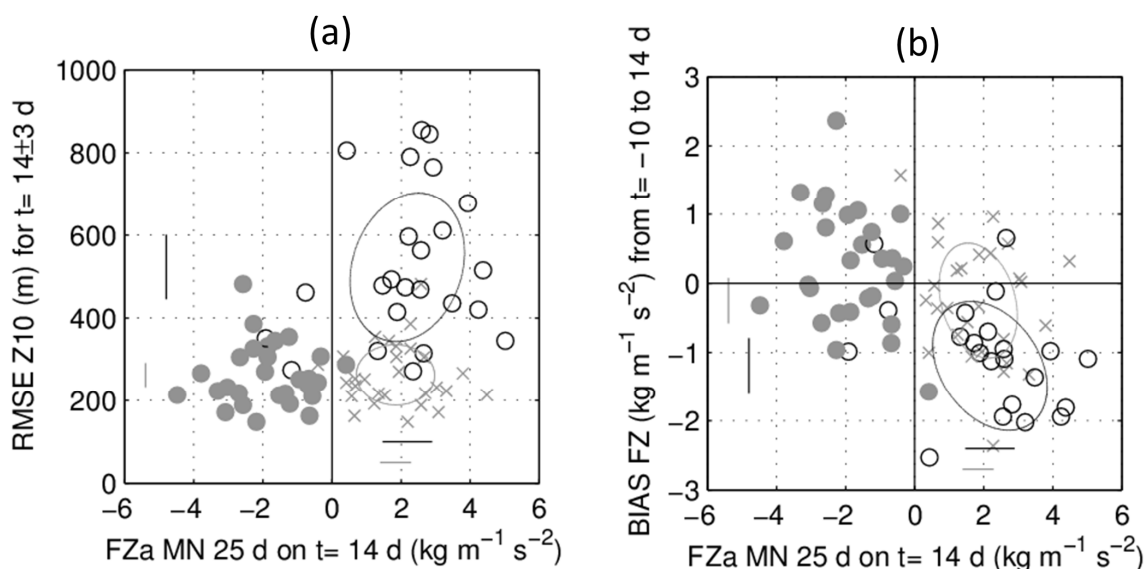 (a)
RMSE Z10 (m) for t= 14±3 d
1000
800
600
400
200
0
−6 −4 −2 0 2 4 6
FZa MN 25 d on t= 14 d (kg m⁻¹ s⁻²)
(b)
BIAS FZ (kg m⁻¹ s⁻²) from t= −10 to 14 d
3
2
1
0
−1
−2
−3
−6 −4 −2 0 2 4 6
FZa MN 25 d on t= 14 d (kg m⁻¹ s⁻²)